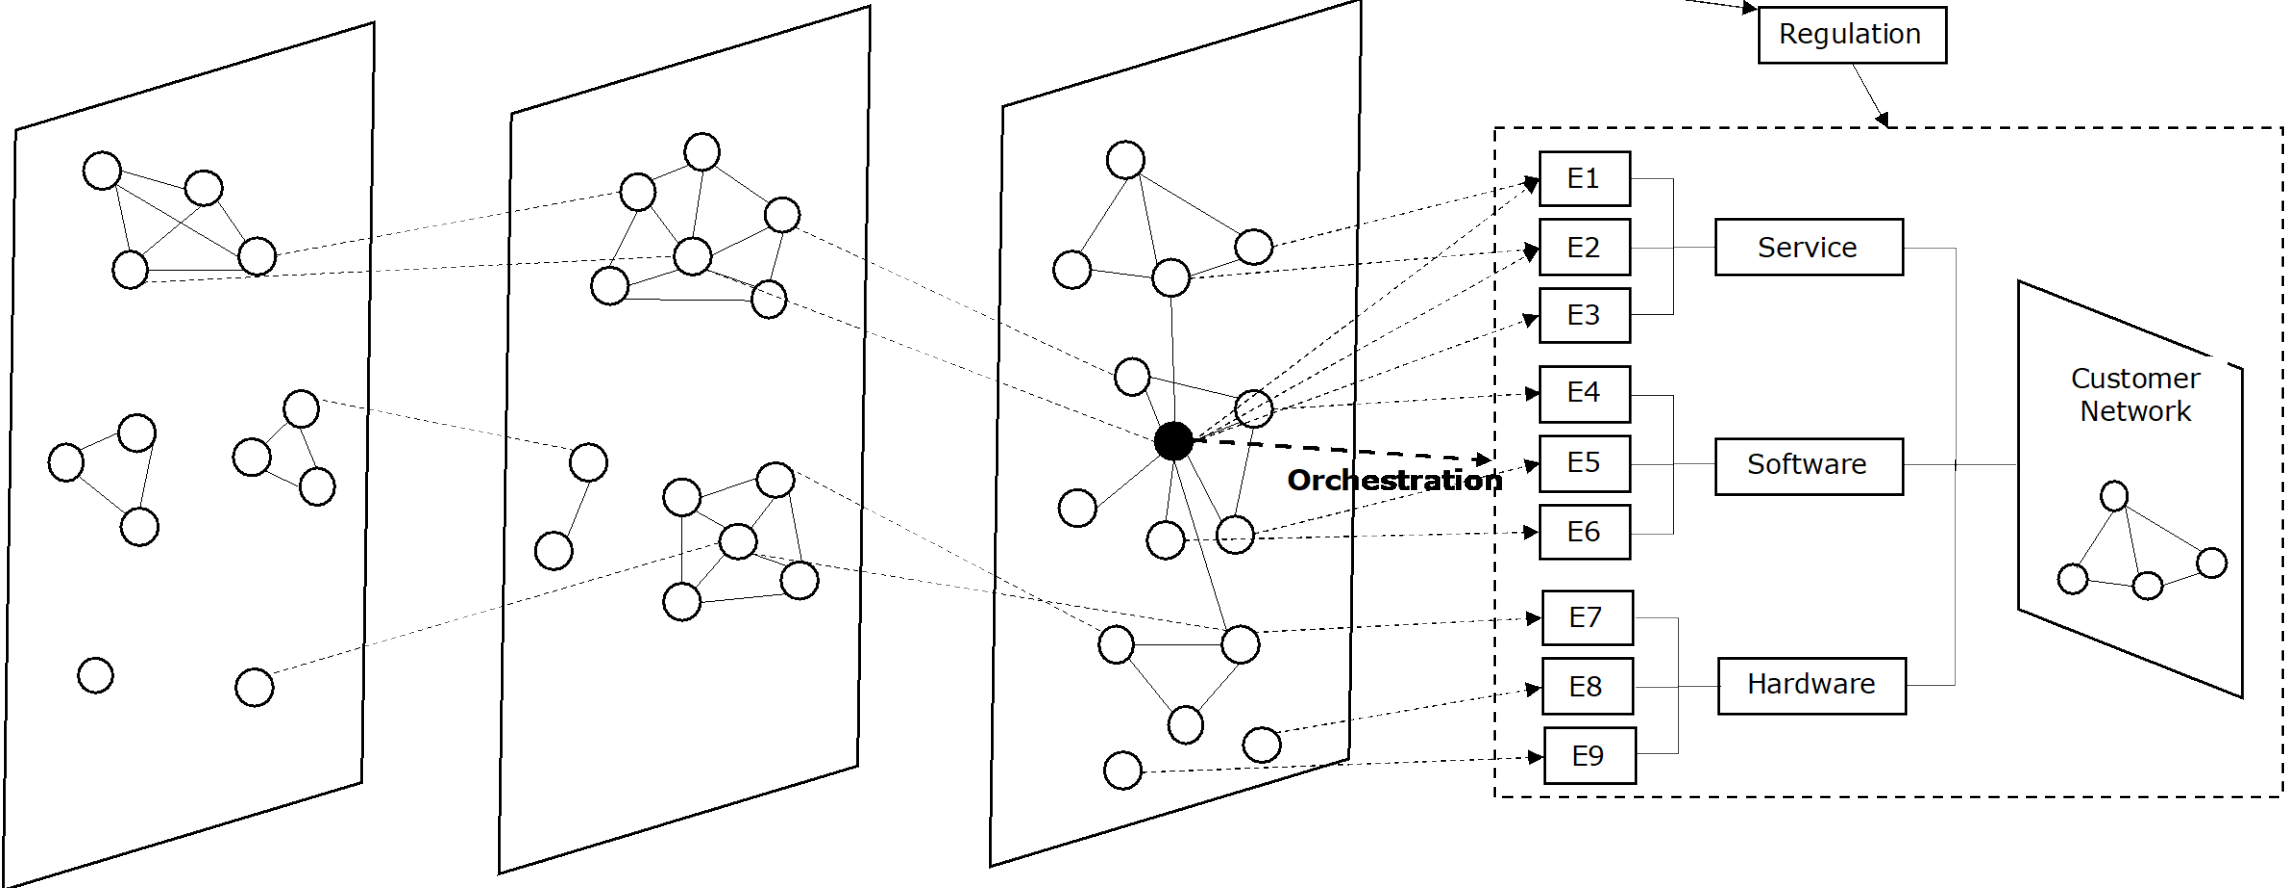 Regulation
E1
E2
Service
E3
E4
Customer
Network
E5
Software
Orchestration
E6
E7
E8
Hardware
E9